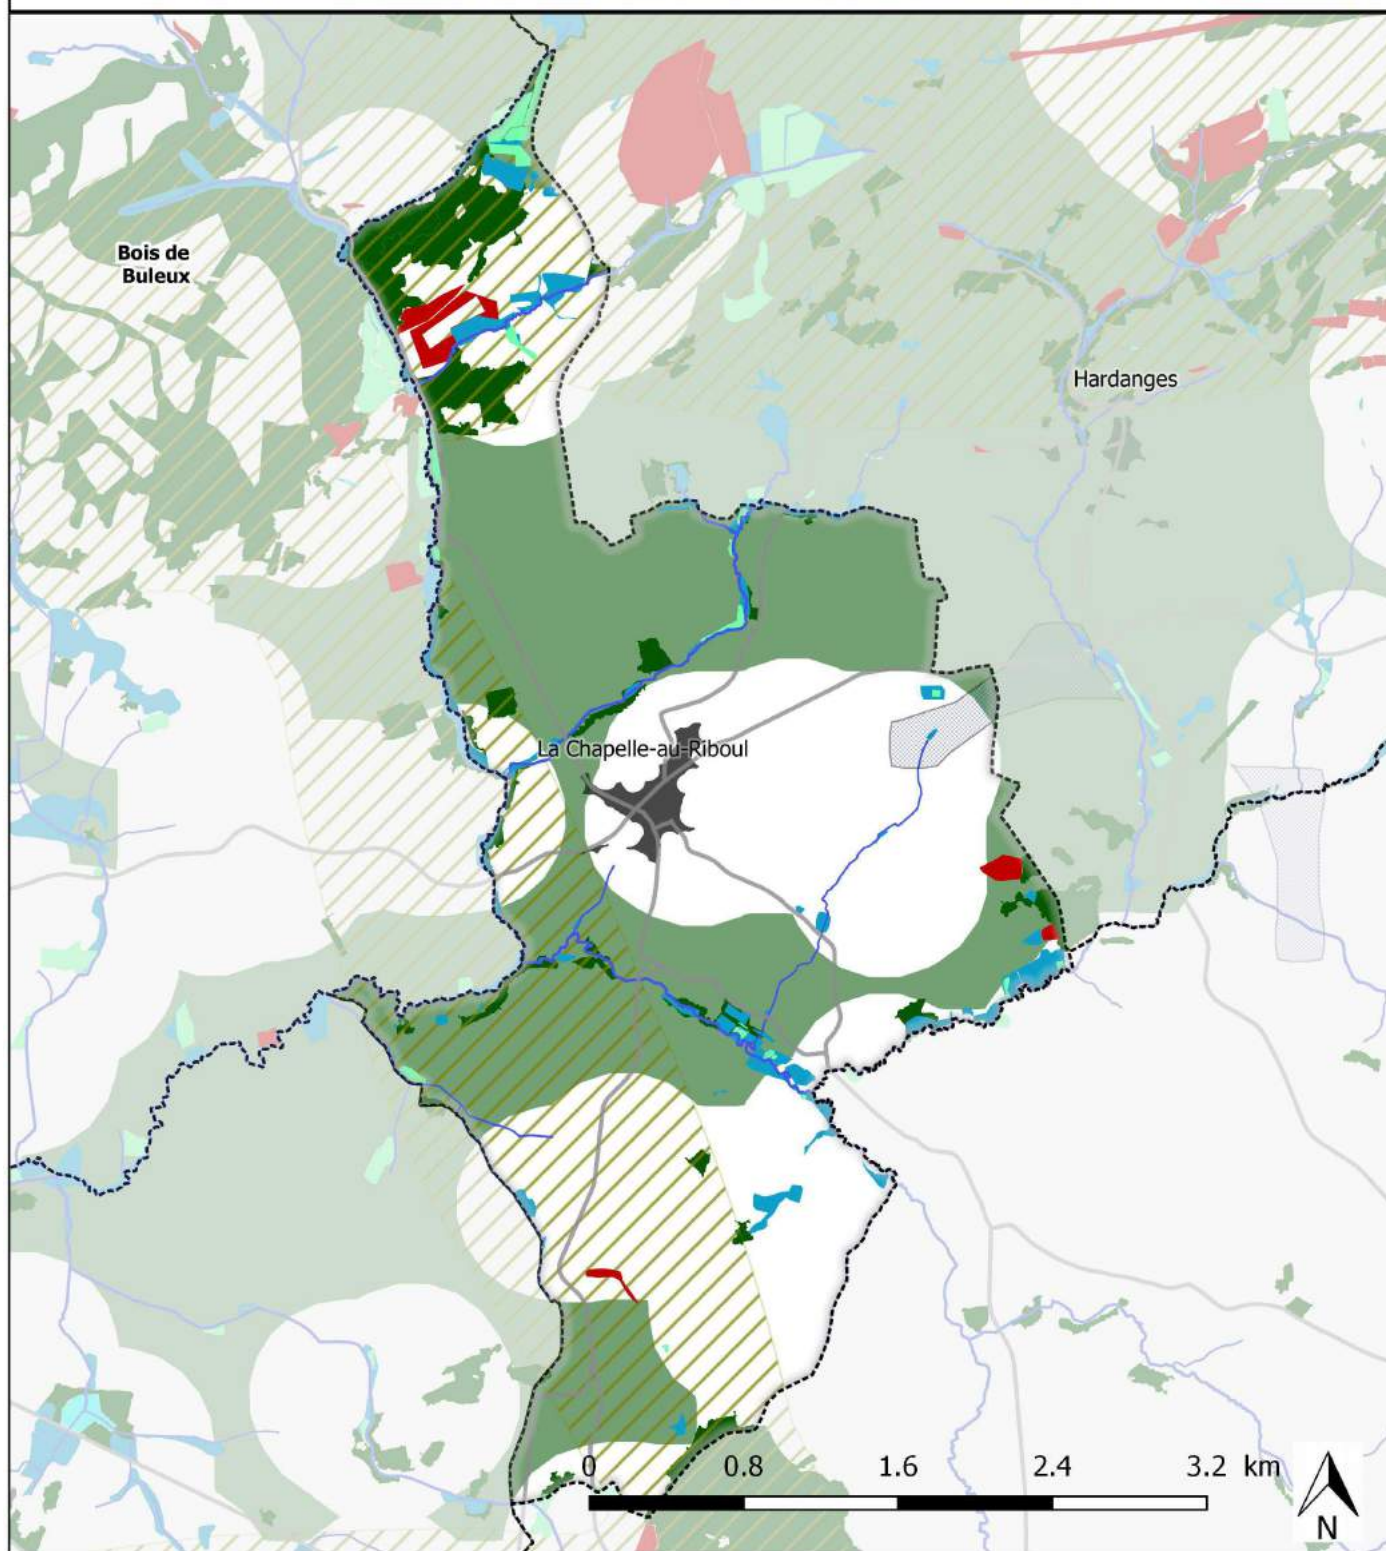 Bois de
Buleux
Hardanges
La Chapelle-au-Riboul
0 0.8 1.6 2.4 3.2 km
N